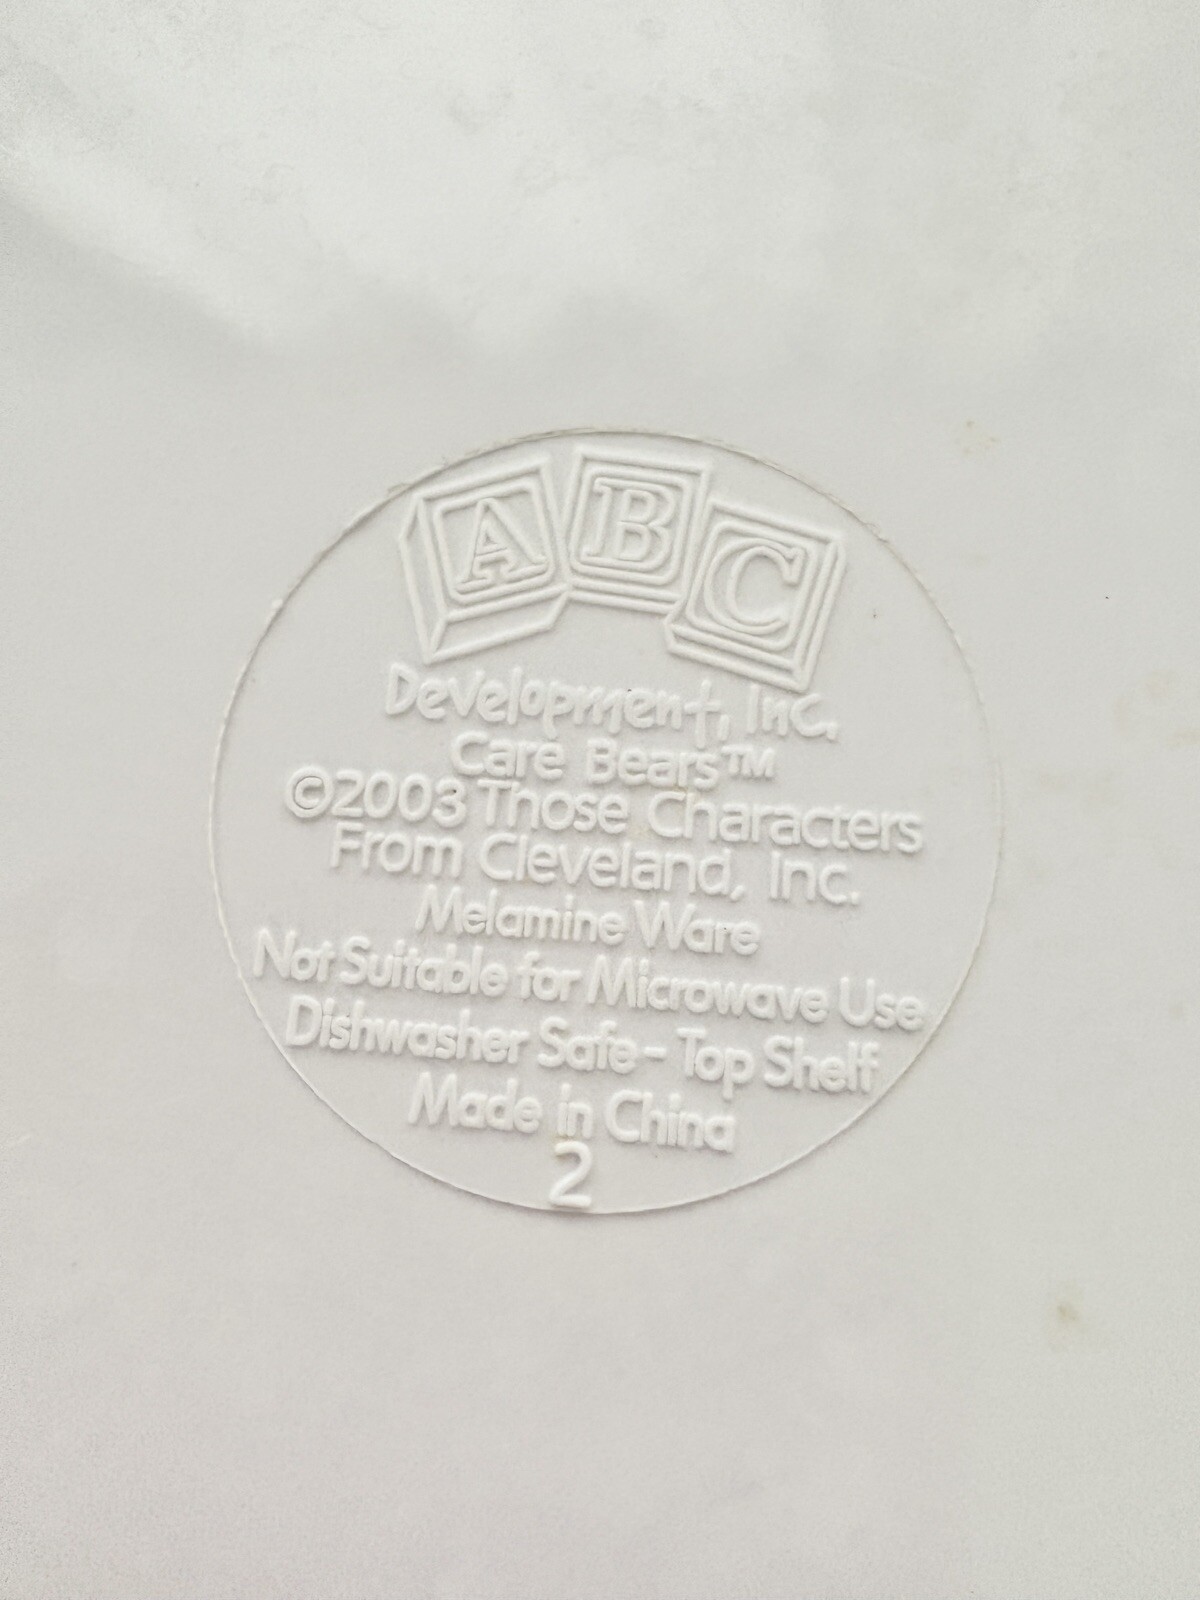 ABC
Development, Inc.
Care Bears™
©2003 Those Characters
From Cleveland, Inc.
Melamine Ware
Not Suitable for Microwave Use
Dishwasher Safe - Top Shelf
Made in China
2